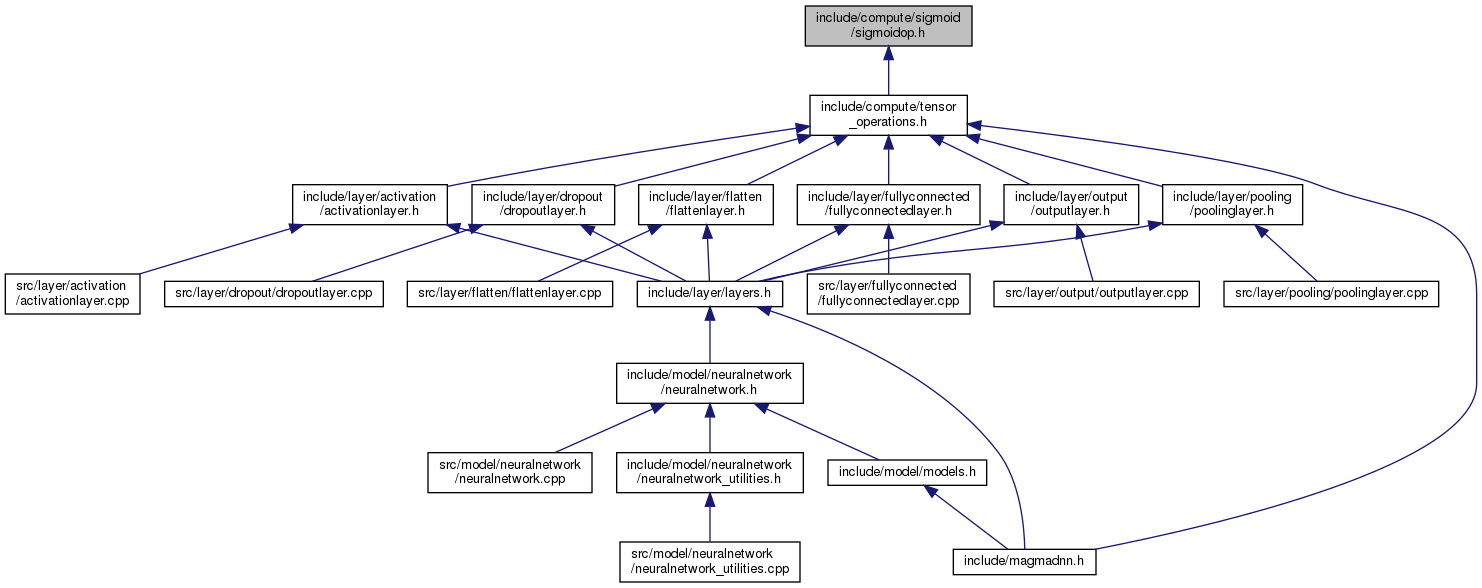 include/compute/sigmoid
/sigmoidop.h
include/compute/tensor
_operations.h
include/layer/activation
/activationlayer.h
include/layer/dropout
/dropoutlayer.h
include/layer/flatten
/flattenlayer.h
include/layer/fullyconnected
/fullyconnectedlayer.h
include/layer/output
/outputlayer.h
include/layer/pooling
/poolinglayer.h
src/layer/activation
/activationlayer.cpp
src/layer/dropout/dropoutlayer.cpp
src/layer/flatten/flattenlayer.cpp
include/layer/layers.h
src/layer/fullyconnected
/fullyconnectedlayer.cpp
src/layer/output/outputlayer.cpp
src/layer/pooling/poolinglayer.cpp
include/model/neuralnetwork
/neuralnetwork.h
src/model/neuralnetwork
/neuralnetwork.cpp
include/model/neuralnetwork
/neuralnetwork_utilities.h
include/model/models.h
src/model/neuralnetwork
/neuralnetwork_utilities.cpp
include/magmadnn.h